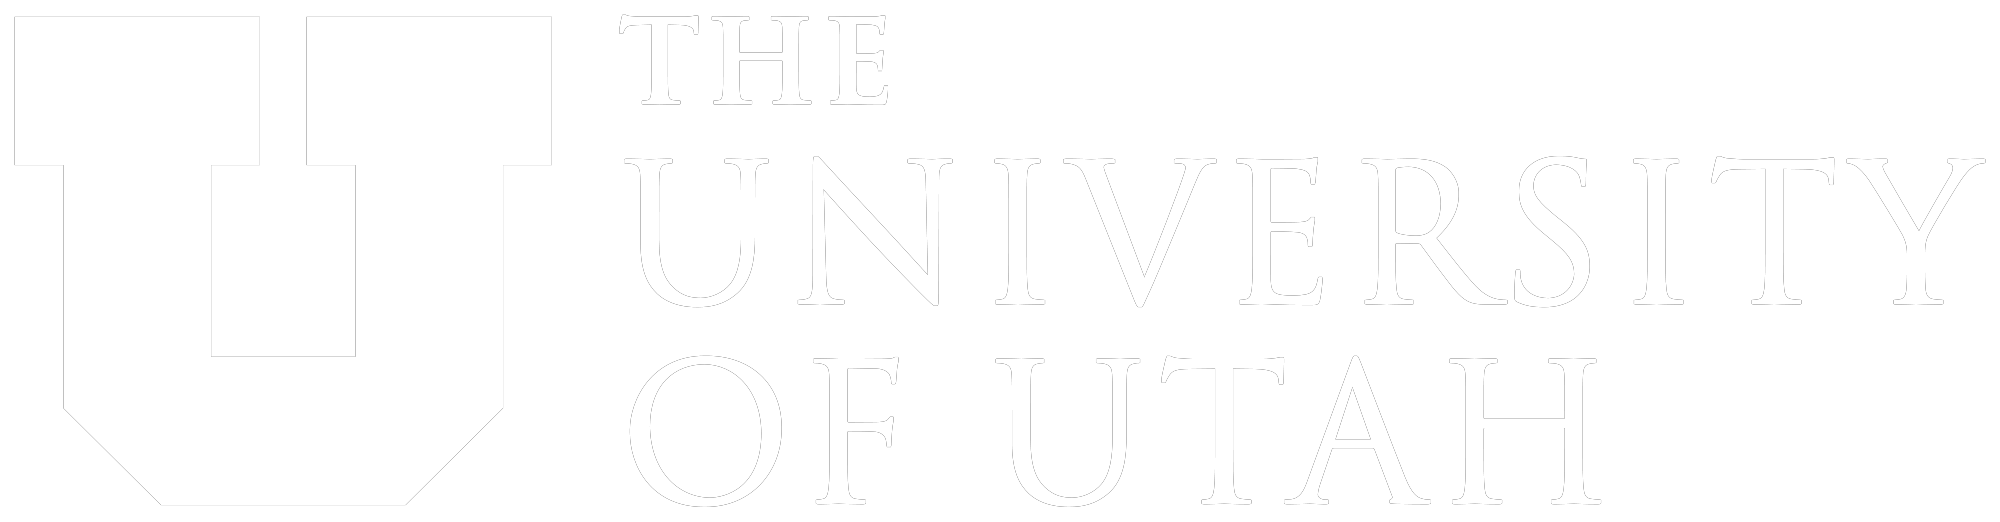 U
THE
UNIVERSITY
OF UTAH